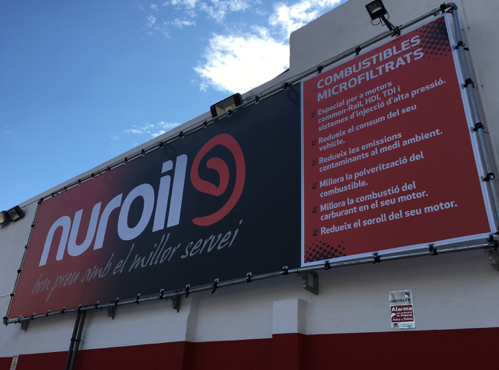 nuroil
bon preu amb el millor servei
COMBUSTIBLES
MICROFILTRATS
Especial per a motors
common-Rail, HDI, TDI i
sistemes d'injecció d'alta pressió.
Redueix el consum del seu
vehicle.
Redueix les emissions
contaminants al medi ambient.
Millora la polverització del
combustible.
Millora la combustió del
carburant en el seu motor.
Redueix el soroll del seu motor.
Alarma